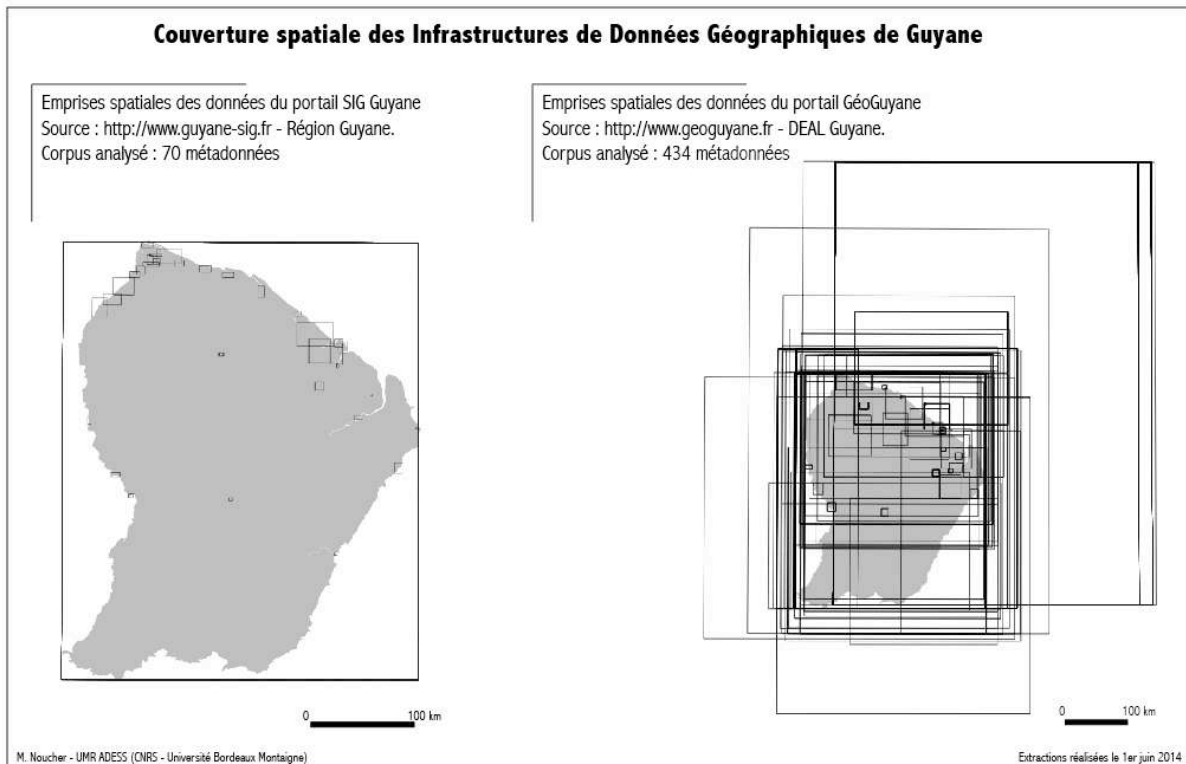 Couverture spatiale des Infrastructures de Données Géographiques de Guyane
Emprises spatiales des données du portail SIG Guyane
Source : http://www.guyane-sig.fr - Région Guyane.
Corpus analysé : 70 métadonnées
Emprises spatiales des données du portail GéoGuyane
Source : http://www.geoguyane.fr - DEAL Guyane.
Corpus analysé : 434 métadonnées
0 100 km
0 100 km
M. Noucher - UMR ADESS (CNRS - Université Bordeaux Montaigne)
Extractions réalisées le 1er juin 2014